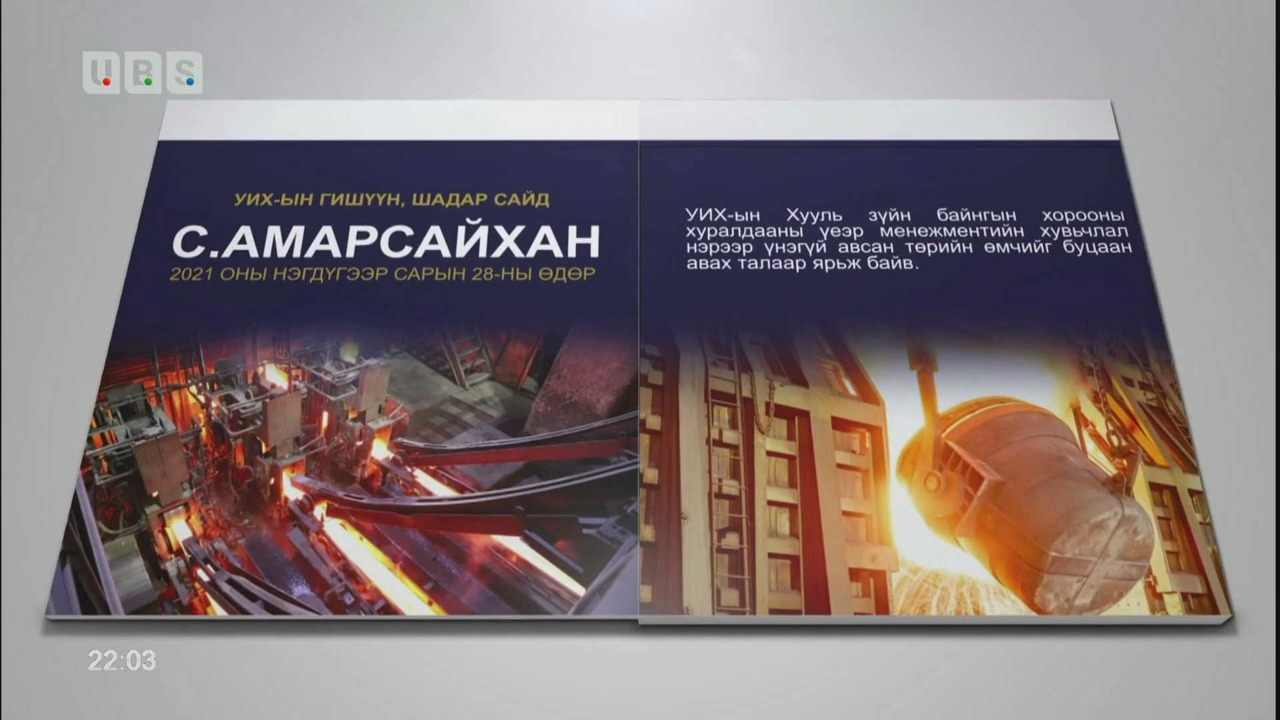 UBS
УИХ-ЫН ГИШҮҮН, ШАДАР САЙД
С.АМАРСАЙХАН
2021 ОНЫ НЭГДҮГЭЭР САРЫН 28-НЫ ӨДӨР
УИХ-ын Хууль зүйн байнгын хорооны
хуралдааны үеэр менежментийн хувьчлал
нэрээр үнэгүй авсан төрийн өмчийг буцаан
авах талаар ярьж байв.
22:03